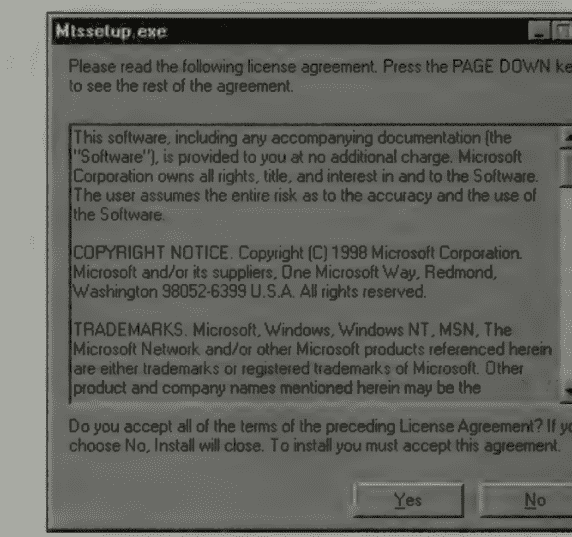 Mtssetup.exe
Please read the following license agreement. Press the PAGE DOWN ke
to see the rest of the agreement.
This software, including any accompanying documentation (the
"Software"), is provided to you at no additional charge. Microsoft
Corporation owns all rights, title, and interest in and to the Software.
The user assumes the entire risk as to the accuracy and the use of
the Software.
COPYRIGHT NOTICE. Copyright (C) 1998 Microsoft Corporation.
Microsoft and/or its suppliers, One Microsoft Way, Redmond,
Washington 98052-6399 U.S.A. All rights reserved.
TRADEMARKS. Microsoft, Windows, Windows NT, MSN, The
Microsoft Network and/or other Microsoft products referenced herein
are either trademarks or registered trademarks of Microsoft. Other
product and company names mentioned herein may be the
Do you accept all of the terms of the preceding License Agreement? If yo
choose No, Install will close. To install you must accept this agreement.
Yes
No